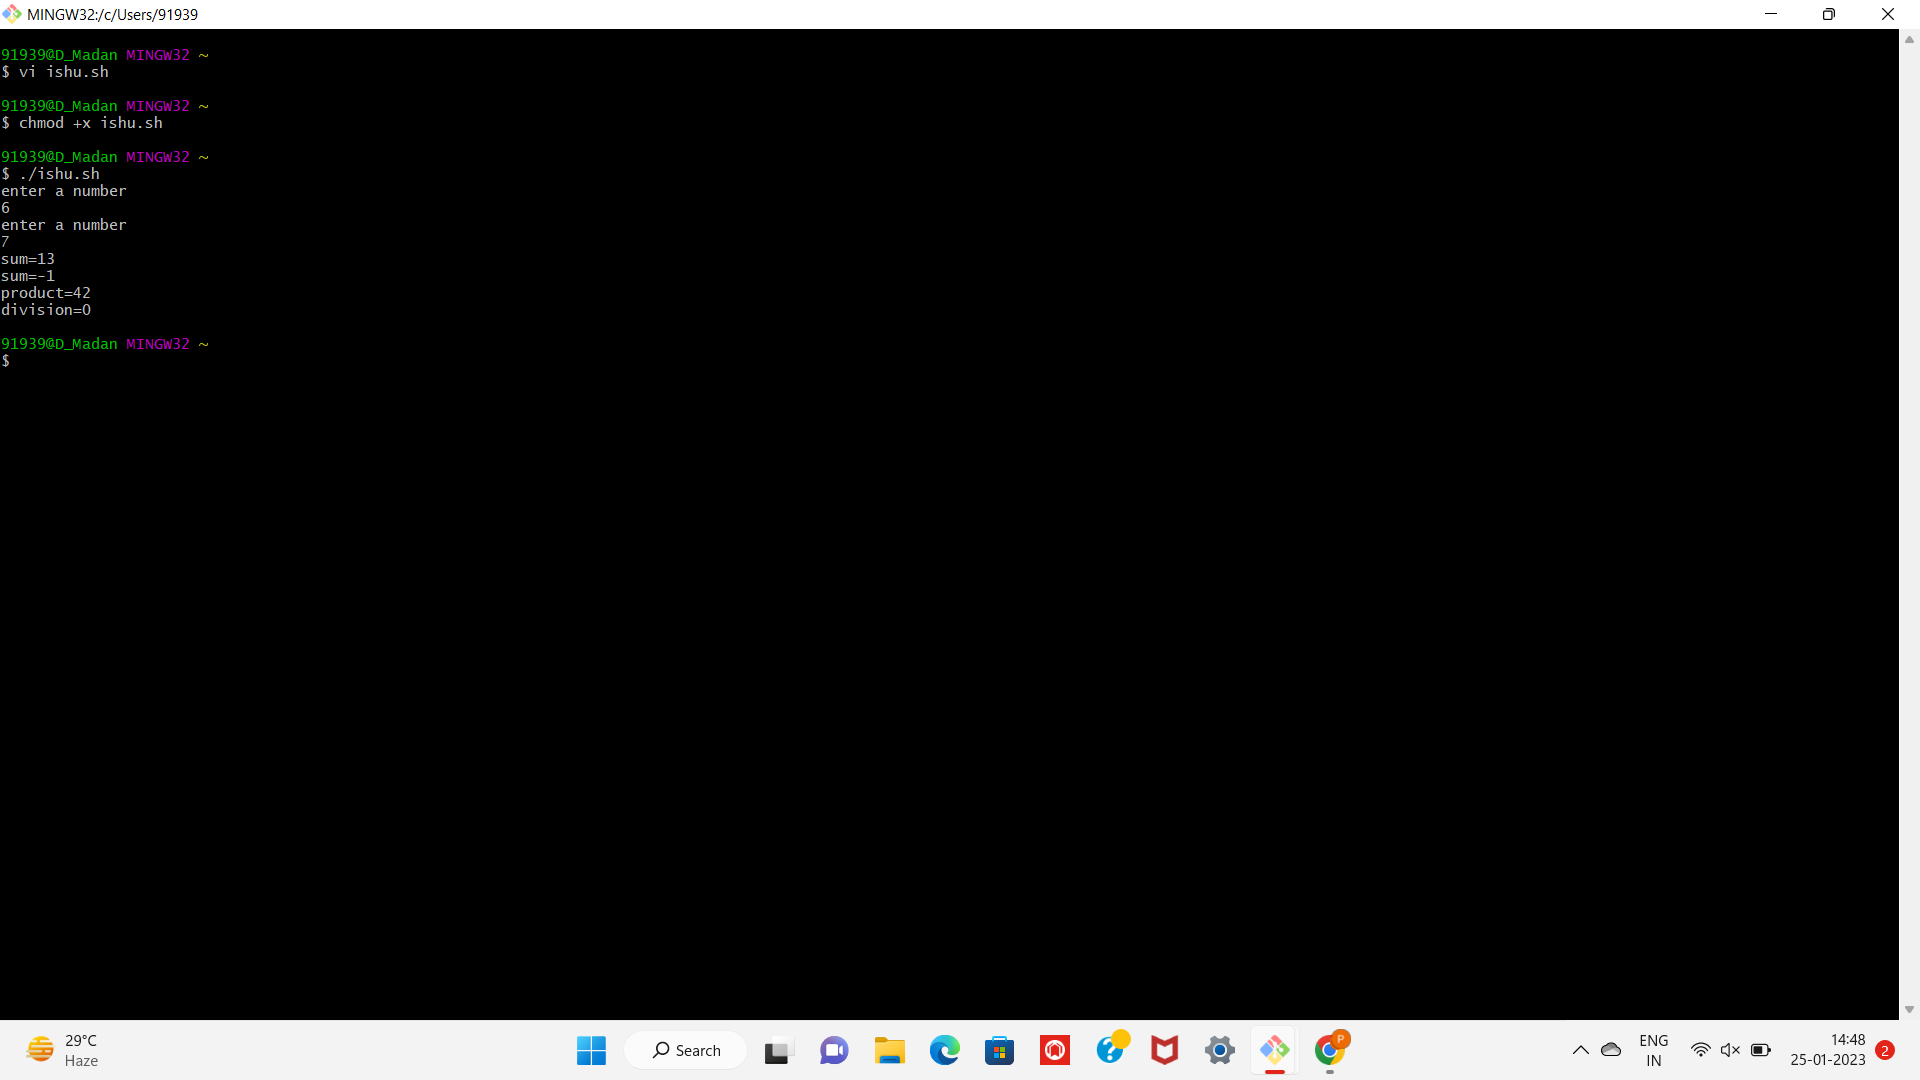 MINGW32:/c/Users/91939
91939@D_Madan MINGW32 ~
$ vi ishu.sh
91939@D_Madan MINGW32 ~
$ chmod +x ishu.sh
91939@D_Madan MINGW32 ~
$ ./ishu.sh
enter a number
6
enter a number
7
sum=13
sum=-1
product=42
division=0
91939@D_Madan MINGW32 ~
$
29°C
Haze
Search
P
ENG
IN
14:48
25-01-2023
2